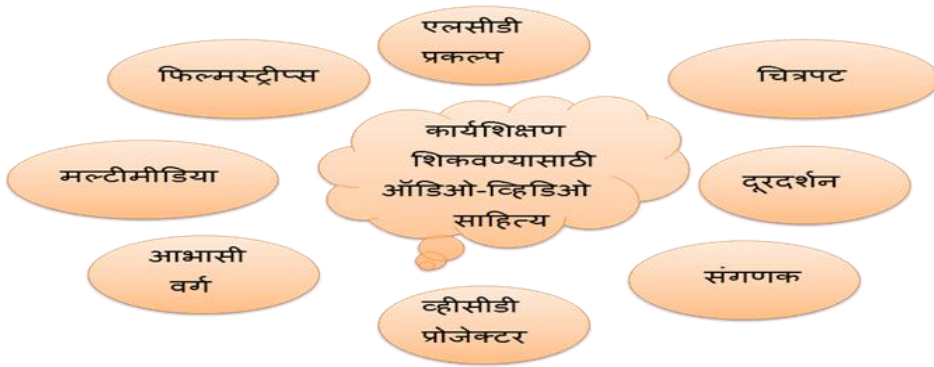 एलसीडी
प्रकल्प
फिल्मस्ट्रीप्स
चित्रपट
कार्यशिक्षण
शिकवण्यासाठी
ऑडिओ-व्हिडिओ
साहित्य
मल्टीमीडिया
दूरदर्शन
आभासी
वर्ग
संगणक
व्हीसीडी
प्रोजेक्टर